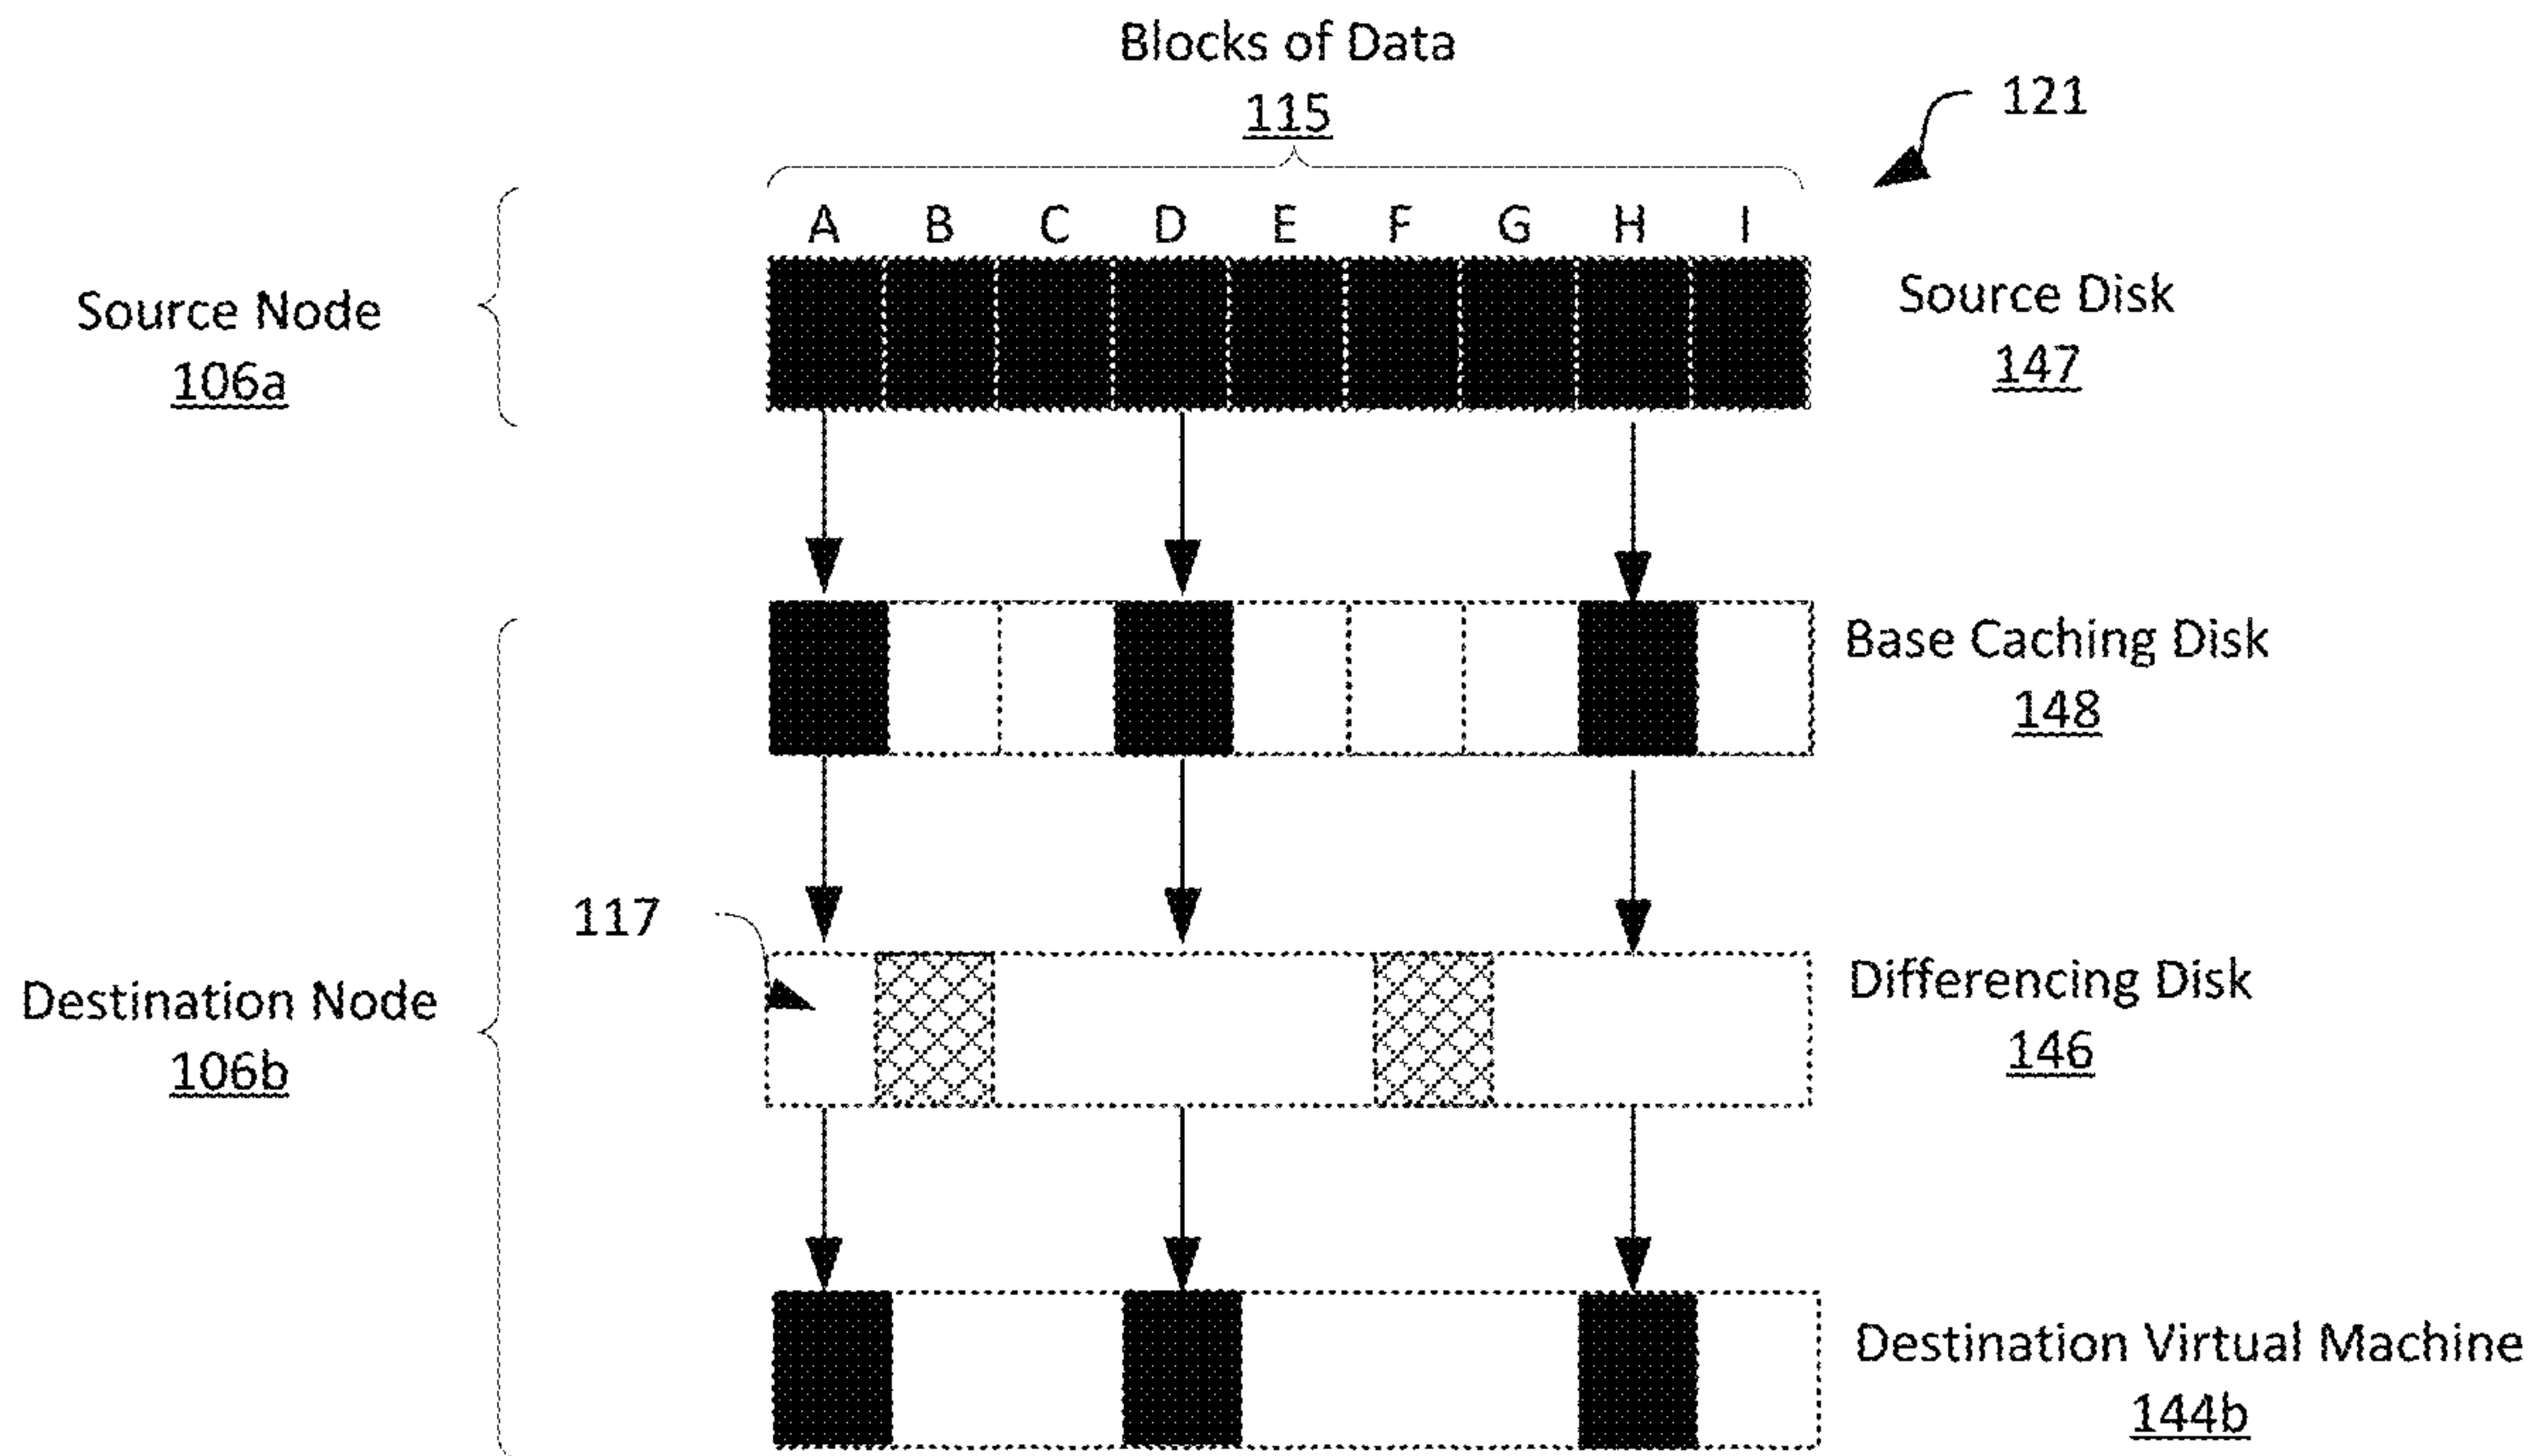 Blocks of Data
115
121
A B C D E F G H I
Source Node
106a
Source Disk
147
Base Caching Disk
148
117
Differencing Disk
146
Destination Node
106b
Destination Virtual Machine
144b